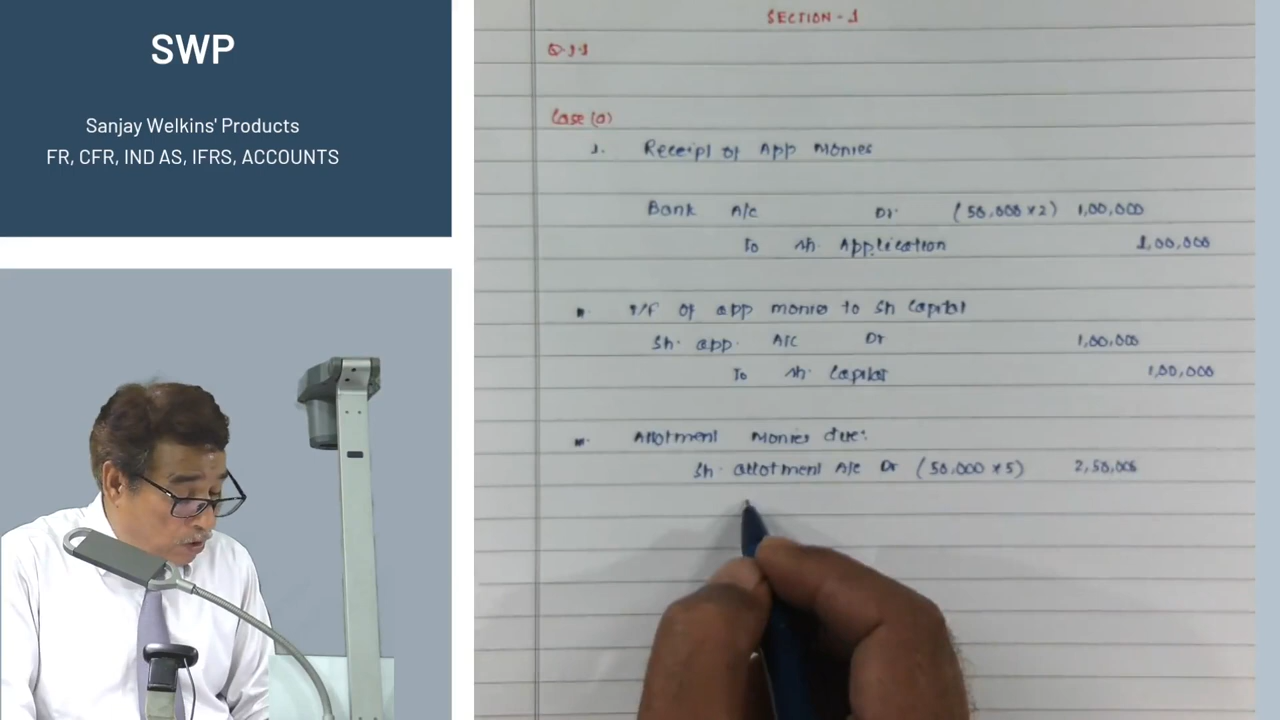 SWP
Sanjay Welkins' Products
FR, CFR, IND AS, IFRS, ACCOUNTS
SECTION - 1
Q.1.1
Case (a)
1. Receipt of App Monies
Bank A/c Dr (50,000 x 2) 1,00,000
To sh. Application 1,00,000
T/F of app monies to sh capital
Sh. app. A/c Dr 1,00,000
To sh. Capital 1,00,000
Allotment Monies due:
Sh. allotment A/c Dr (50,000 x 5) 2,50,000